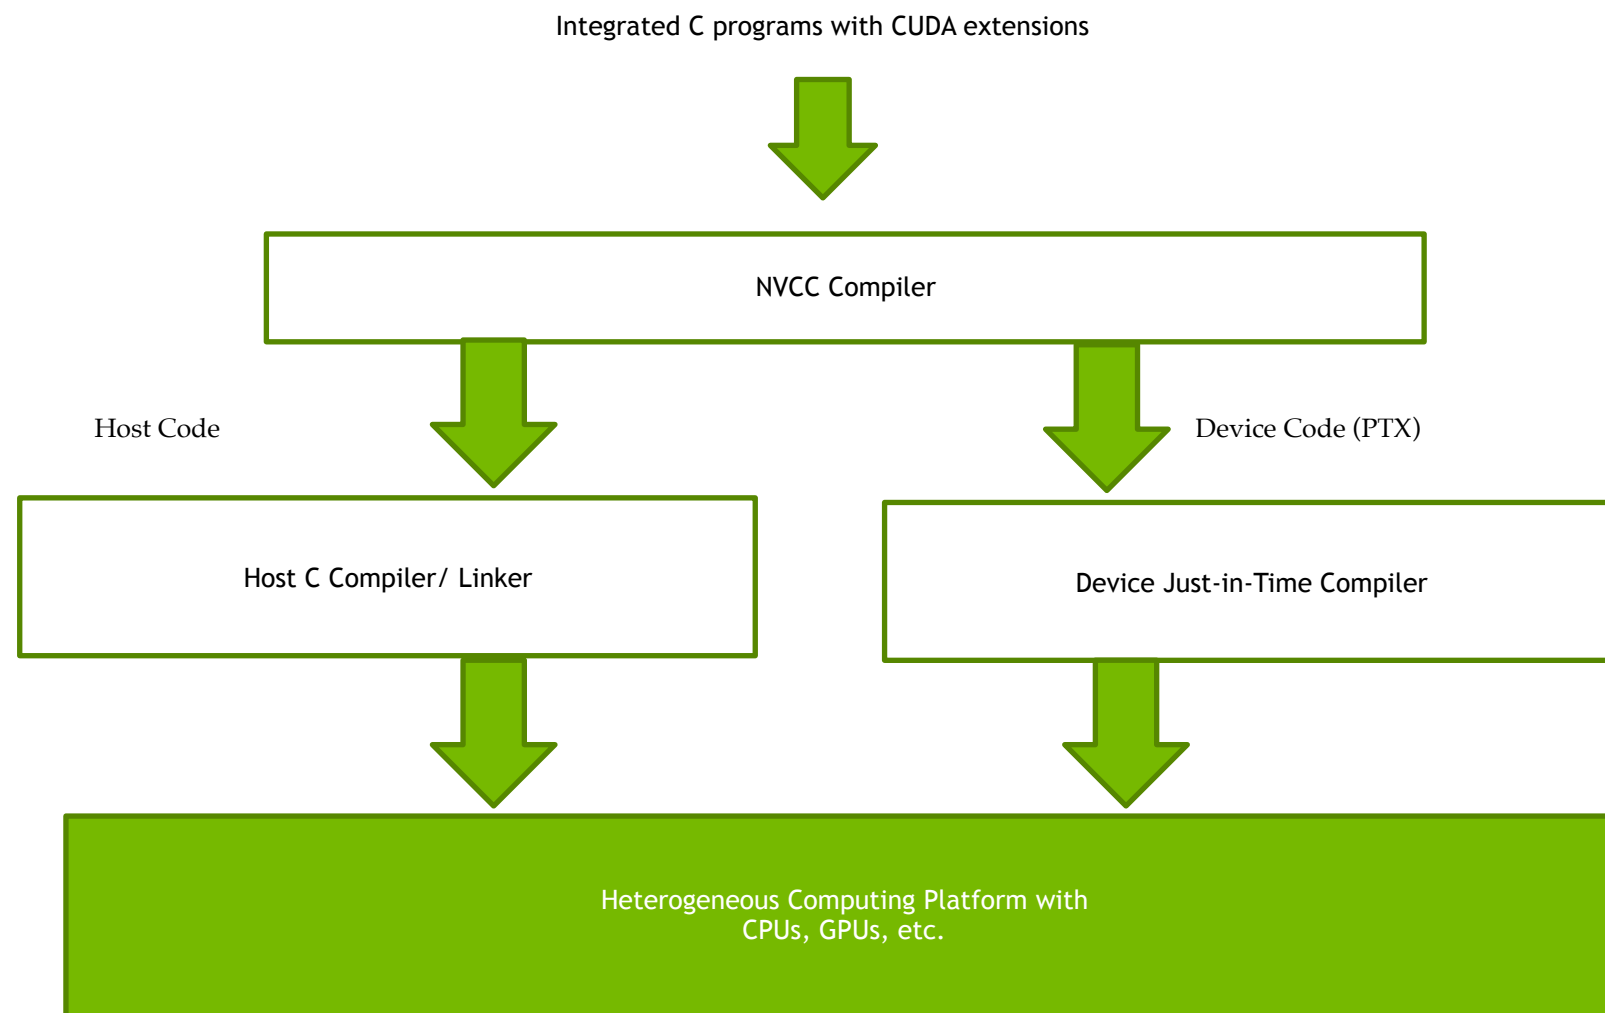 Integrated C programs with CUDA extensions
NVCC Compiler
Host Code
Device Code (PTX)
Host C Compiler/ Linker
Device Just-in-Time Compiler
Heterogeneous Computing Platform with
CPUs, GPUs, etc.